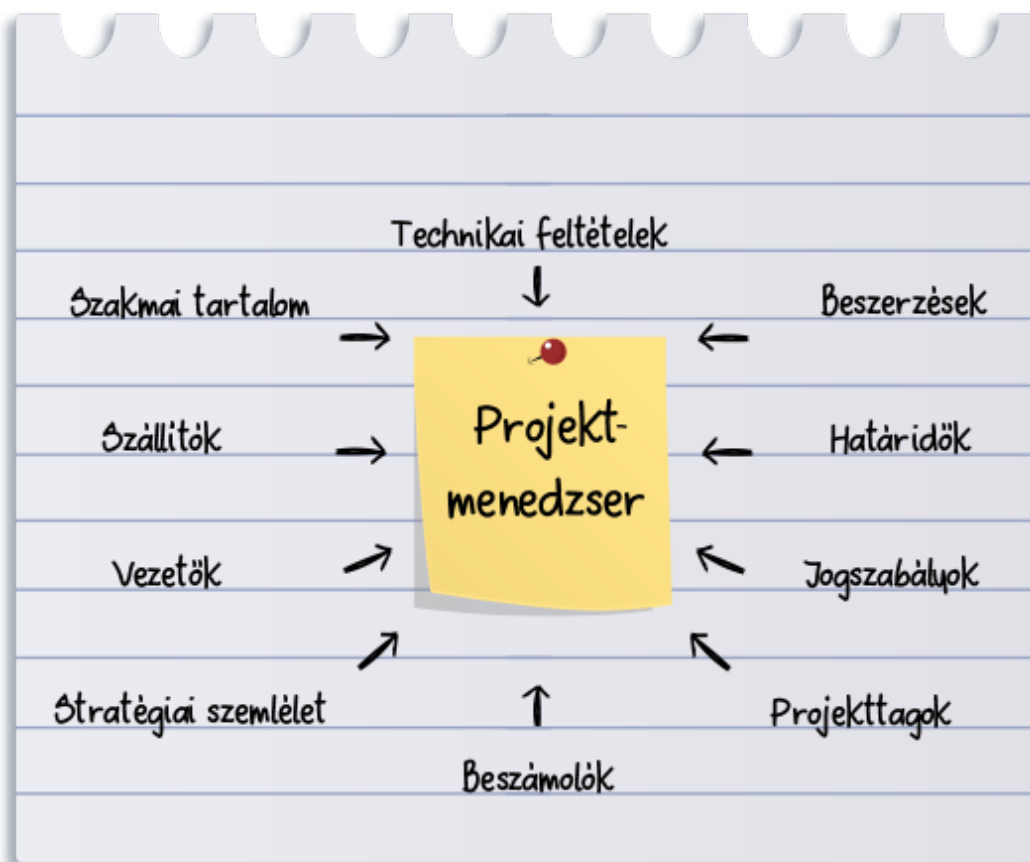 Technikai feltételek
Szakmai tartalom
Beszerzések
Projekt-
menedzser
Szállítók
Határidők
Vezetők
Jogszabályok
Stratégiai szemlélet
Projekttagok
Beszámolók